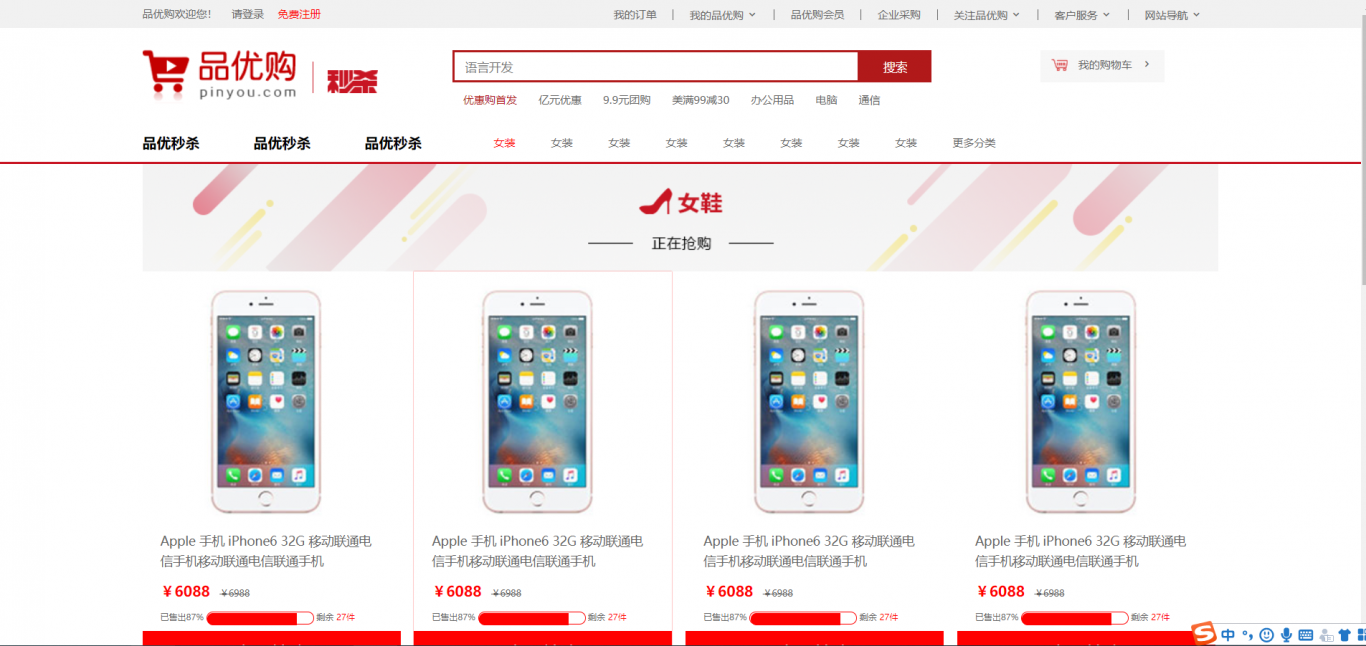 品优购欢迎您！ 请登录 免费注册 我的订单 我的品优购 品优购会员 企业采购 关注品优购 客户服务 网站导航
品优购
pinyou.com
秒杀
语言开发 搜索
我的购物车
优惠购首发 亿元优惠 9.9元团购 美满99减30 办公用品 电脑 通信
品优秒杀 品优秒杀 品优秒杀 女装 女装 女装 女装 女装 女装 女装 女装 更多分类
女鞋
正在抢购
Apple 手机 iPhone6 32G 移动联通电
信手机移动联通电信联通手机
￥6088 ￥6988
已售出87% 剩余 27件
Apple 手机 iPhone6 32G 移动联通电
信手机移动联通电信联通手机
￥6088 ￥6988
已售出87% 剩余 27件
Apple 手机 iPhone6 32G 移动联通电
信手机移动联通电信联通手机
￥6088 ￥6988
已售出87% 剩余 27件
Apple 手机 iPhone6 32G 移动联通电
信手机移动联通电信联通手机
￥6088 ￥6988
已售出87% 剩余 27件
中